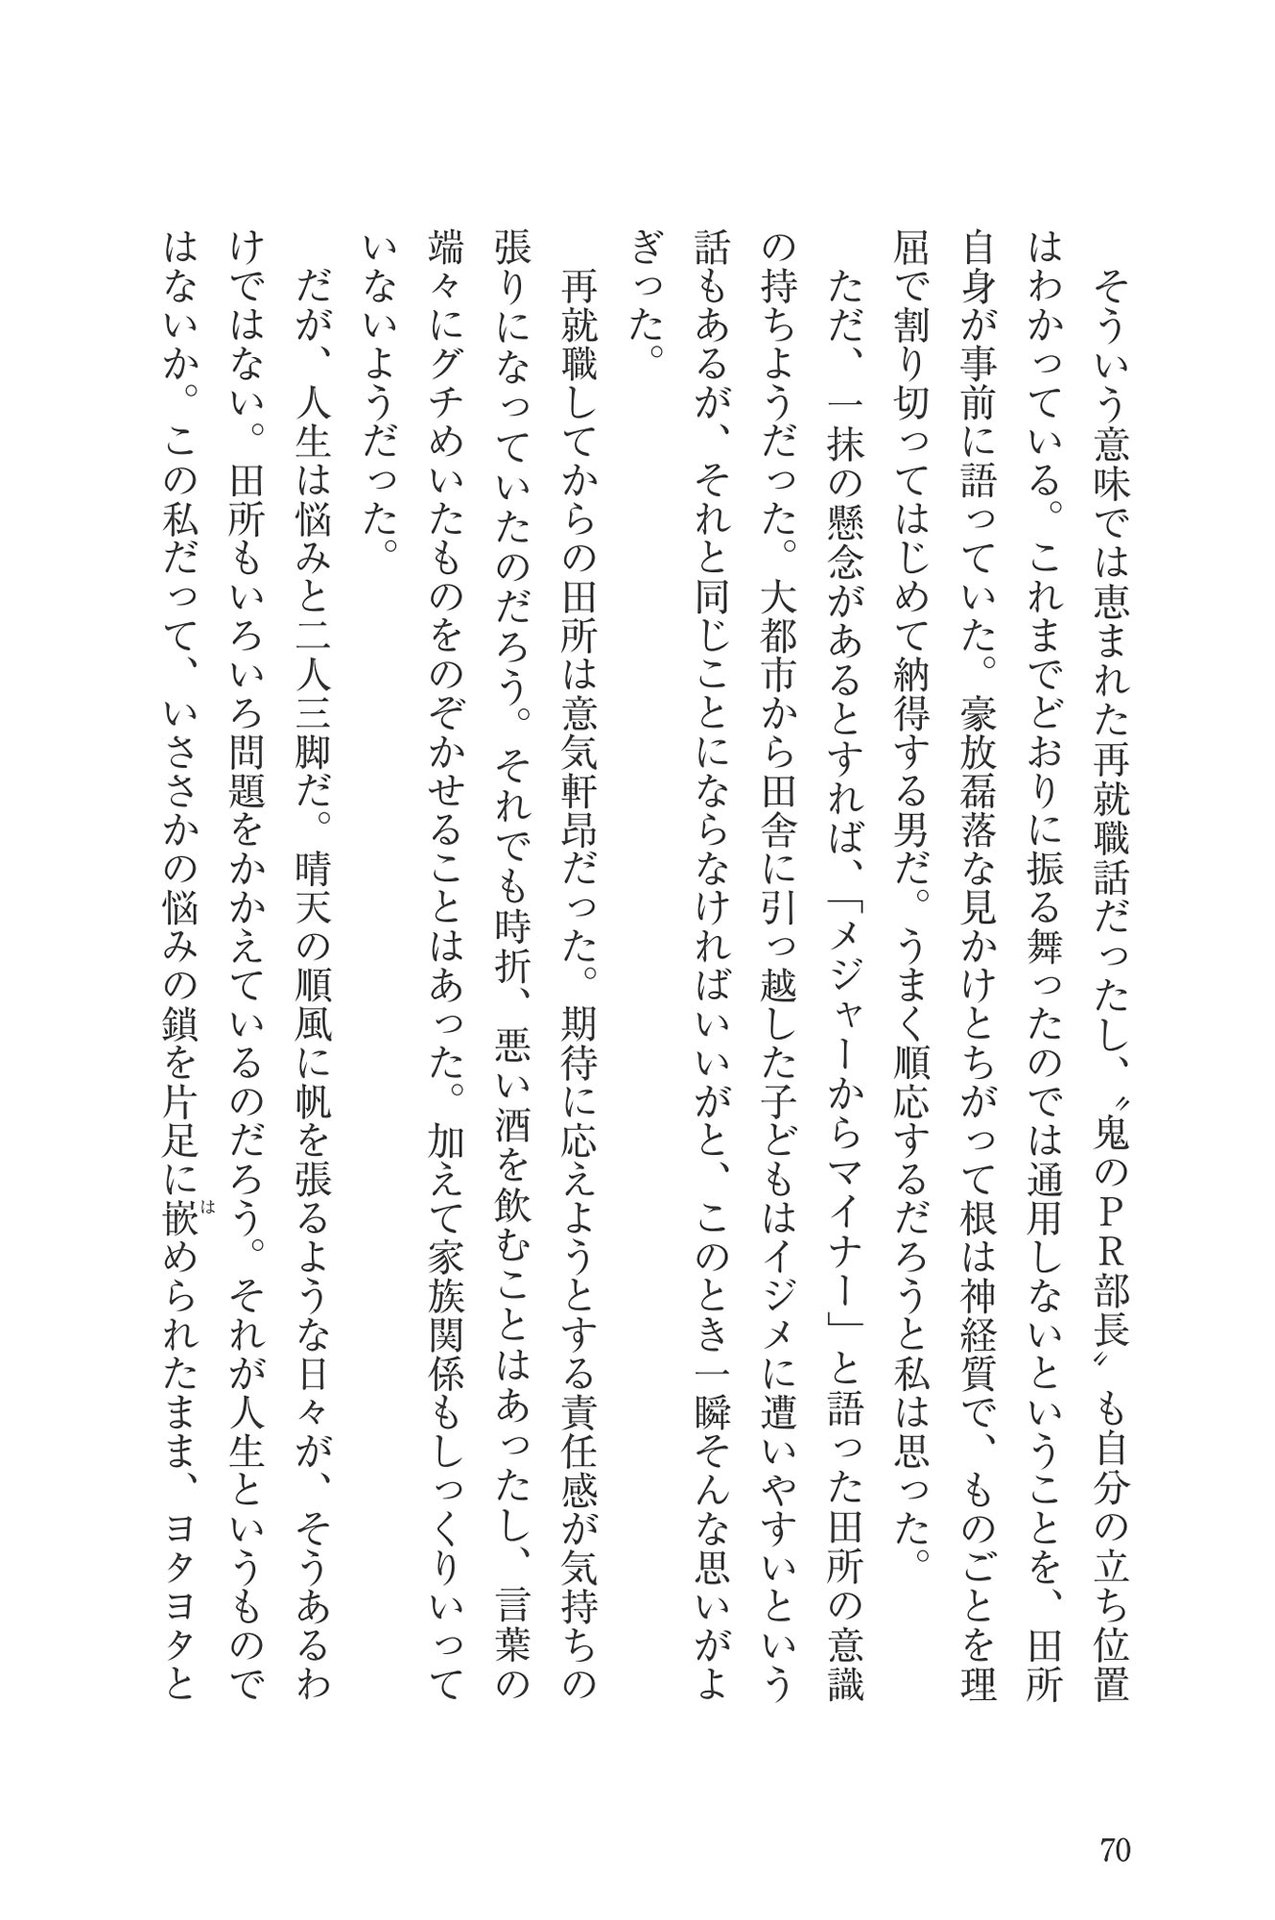 そういう意味では恵まれた再就職話だったし、〝鬼のＰＲ部長〟も自分の立ち位置
はわかっている。これまでどおりに振る舞ったのでは通用しないということを、田所
自身が事前に語っていた。豪放磊落な見かけとちがって根は神経質で、ものごとを理
屈で割り切ってはじめて納得する男だ。うまく順応するだろうと私は思った。
　ただ、一抹の懸念があるとすれば、「メジャーからマイナー」と語った田所の意識
の持ちようだった。大都市から田舎に引っ越した子どもはイジメに遭いやすいという
話もあるが、それと同じことにならなければいいがと、このとき一瞬そんな思いがよ
ぎった。
　再就職してからの田所は意気軒昂だった。期待に応えようとする責任感が気持ちの
張りになっていたのだろう。それでも時折、悪い酒を飲むことはあったし、言葉の
端々にグチめいたものをのぞかせることはあった。加えて家族関係もしっくりいって
いないようだった。
　だが、人生は悩みと二人三脚だ。晴天の順風に帆を張るような日々が、そうあるわ
けではない。田所もいろいろ問題をかかえているのだろう。それが人生というもので
はないか。この私だって、いささかの悩みの鎖を片足に嵌められたまま、ヨタヨタと
は
70